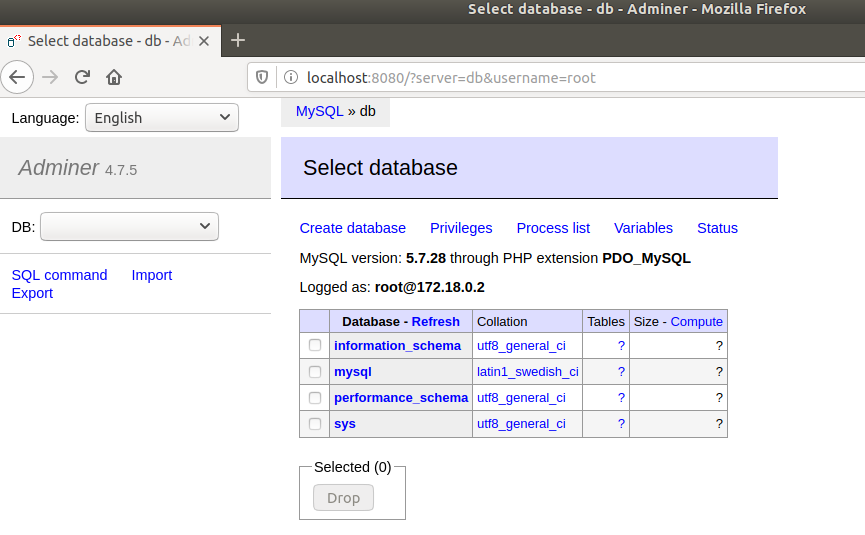 Select database - db - Adminer - Mozilla Firefox
Select database - db - Ad
localhost:8080/?server=db&username=root
Language: English
MySQL » db
Adminer 4.7.5
Select database
DB:
Create database Privileges Process list Variables Status
MySQL version: 5.7.28 through PHP extension PDO_MySQL
SQL command Import
Export
Logged as: root@172.18.0.2
Database - Refresh Collation Tables Size - Compute
information_schema utf8_general_ci ? ?
mysql latin1_swedish_ci ? ?
performance_schema utf8_general_ci ? ?
sys utf8_general_ci ? ?
Selected (0)
Drop